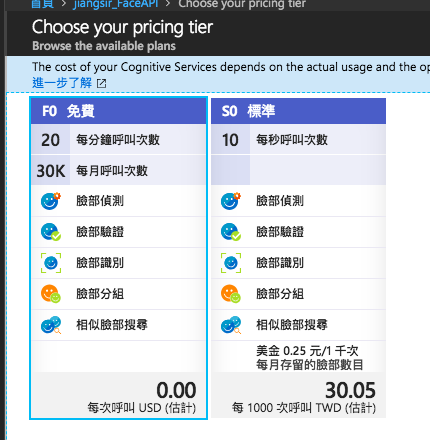 首頁 > jiangsir_FaceAPI > Choose your pricing tier
Choose your pricing tier
Browse the available plans
The cost of your Cognitive Services depends on the actual usage and the op
進一步了解
F0 免費
20 每分鐘呼叫次數
30K 每月呼叫次數
臉部偵測
臉部驗證
臉部識別
臉部分組
相似臉部搜尋
0.00
每次呼叫 USD (估計)
S0 標準
10 每秒呼叫次數
臉部偵測
臉部驗證
臉部識別
臉部分組
相似臉部搜尋
美金 0.25 元/1 千次
每月存留的臉部數目
30.05
每 1000 次呼叫 TWD (估計)